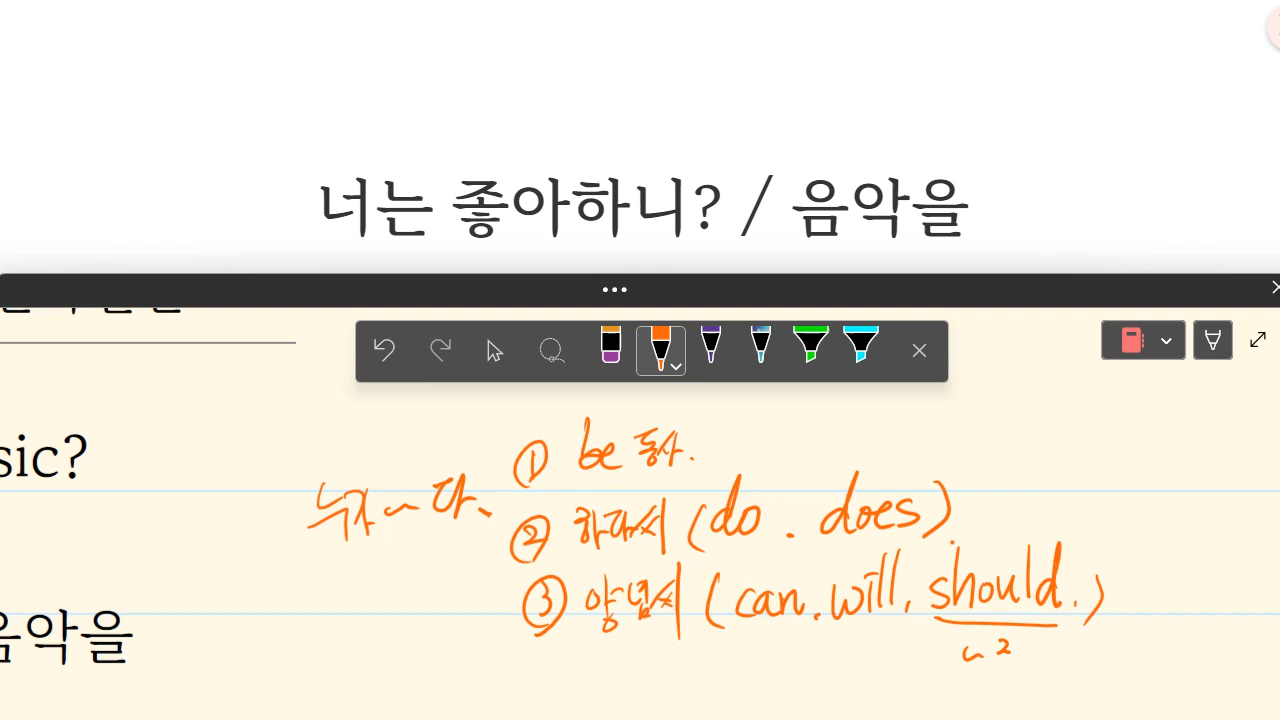 너는 좋아하니? / 음악을
sic?
① be 동사.
누가 ~ 다.
② 하다씨 (do. does)
③ 양념씨 (can. will, should.)
~ 2
음악을